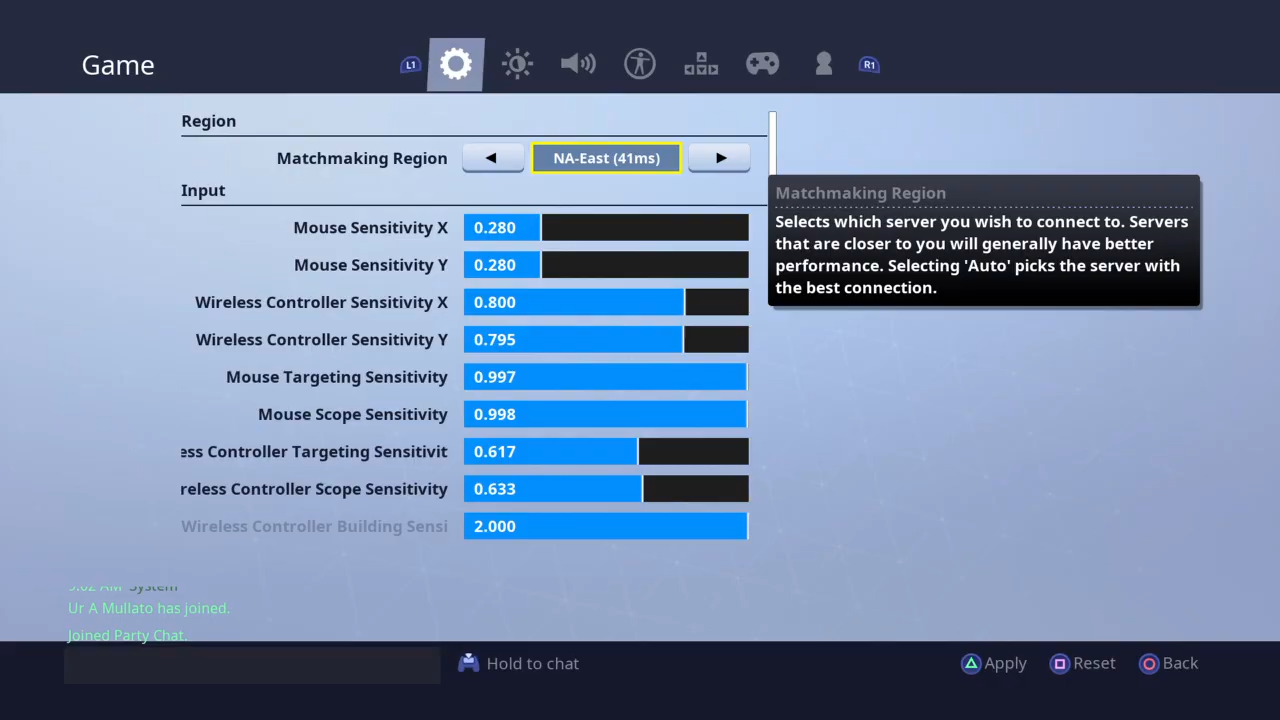 Game
L1
R1
Region
Matchmaking Region
NA-East (41ms)
Input
Mouse Sensitivity X
0.280
Mouse Sensitivity Y
0.280
Wireless Controller Sensitivity X
0.800
Wireless Controller Sensitivity Y
0.795
Mouse Targeting Sensitivity
0.997
Mouse Scope Sensitivity
0.998
ess Controller Targeting Sensitivit
0.617
reless Controller Scope Sensitivity
0.633
Wireless Controller Building Sensi
2.000
Matchmaking Region
Selects which server you wish to connect to. Servers
that are closer to you will generally have better
performance. Selecting 'Auto' picks the server with
the best connection.
AM System
Ur A Mullato has joined.
Joined Party Chat.
Hold to chat
Apply
Reset
Back